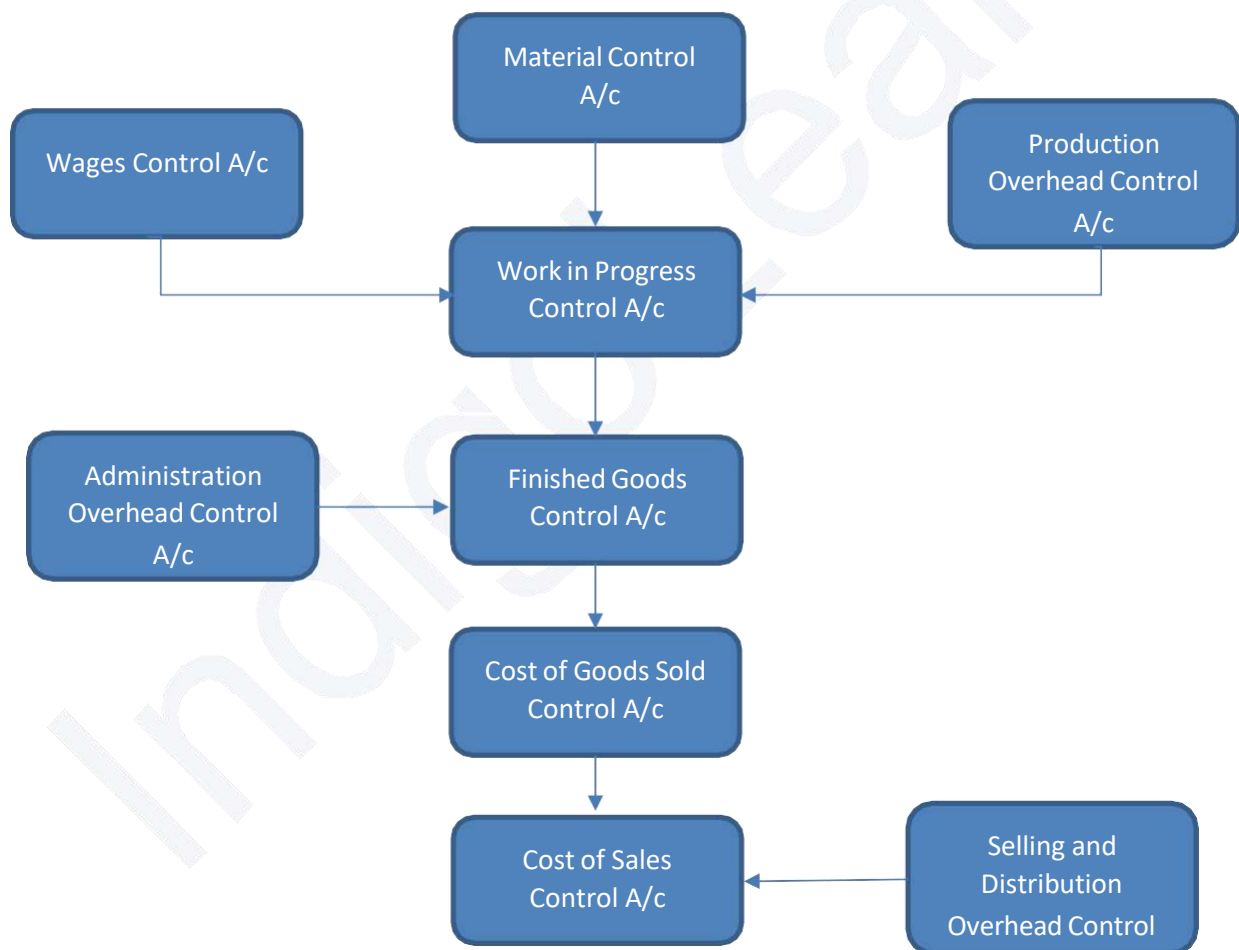 Material Control
A/c
Wages Control A/c
Production
Overhead Control
A/c
Work in Progress
Control A/c
Administration
Overhead Control
A/c
Finished Goods
Control A/c
Cost of Goods Sold
Control A/c
Cost of Sales
Control A/c
Selling and
Distribution
Overhead Control